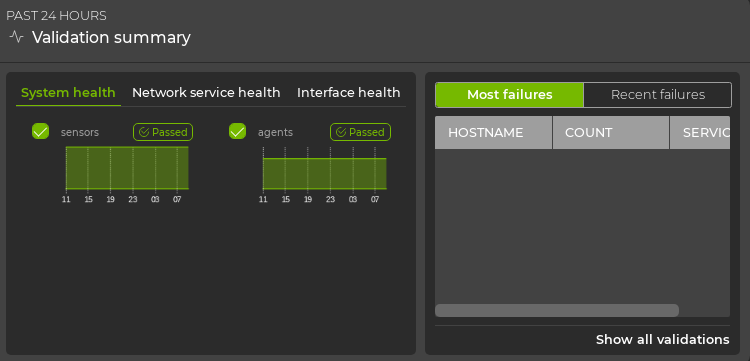 PAST 24 HOURS
Validation summary
System health Network service health Interface health
sensors Passed agents Passed
11 15 19 23 03 07 11 15 19 23 03 07
Most failures Recent failures
HOSTNAME COUNT SERVIC
Show all validations